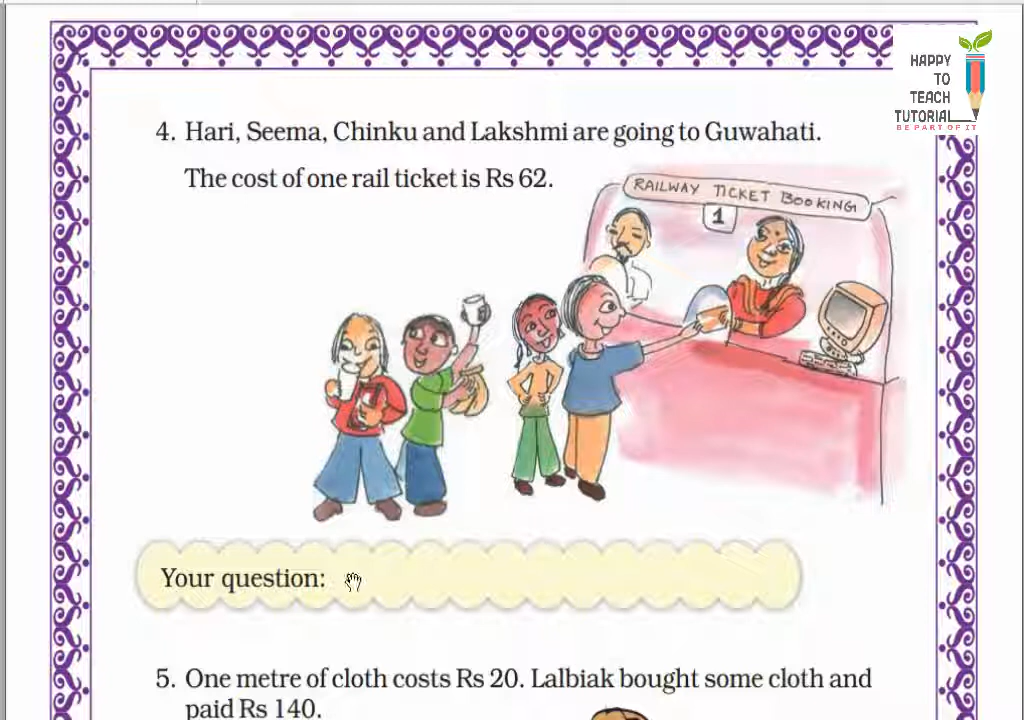 HAPPY
TO
TEACH
TUTORIAL
BE PART OF IT
4. Hari, Seema, Chinku and Lakshmi are going to Guwahati.
The cost of one rail ticket is Rs 62.
RAILWAY TICKET BOOKING
1
Your question:
5. One metre of cloth costs Rs 20. Lalbiak bought some cloth and
paid Rs 140.